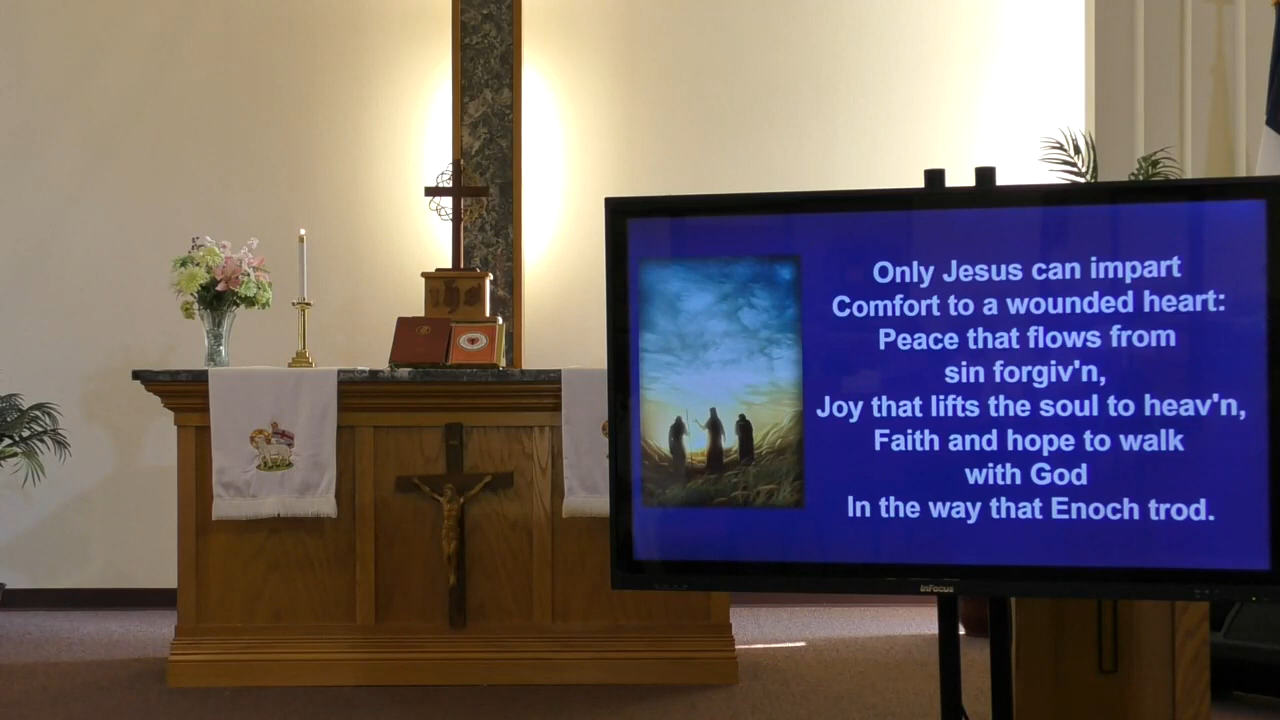 ihs
Only Jesus can impart
Comfort to a wounded heart:
Peace that flows from
sin forgiv'n,
Joy that lifts the soul to heav'n,
Faith and hope to walk
with God
In the way that Enoch trod.
InFocus